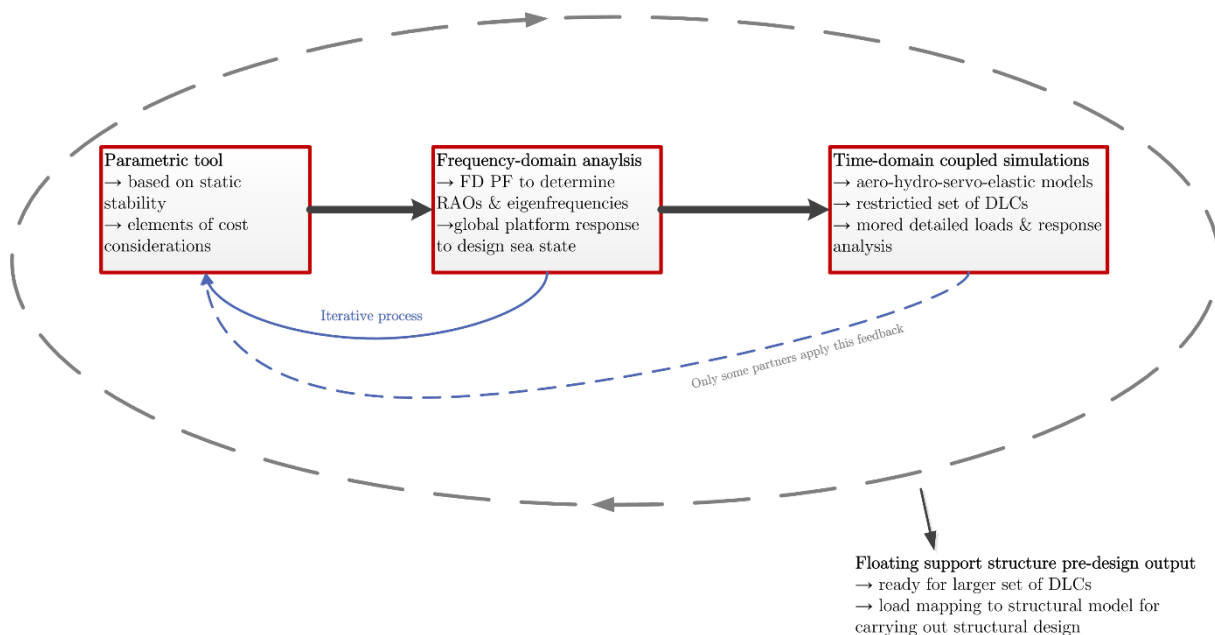 Parametric tool
→ based on static
stability
→ elements of cost
considerations
Frequency-domain anaylsis
→ FD PF to determine
RAOs & eigenfrequencies
→global platform response
to design sea state
Time-domain coupled simulations
→ aero-hydro-servo-elastic models
→ restrictied set of DLCs
→ mored detailed loads & response
analysis
Iterative process
Only some partners apply this feedback
Floating support structure pre-design output
→ ready for larger set of DLCs
→ load mapping to structural model for
carrying out structural design